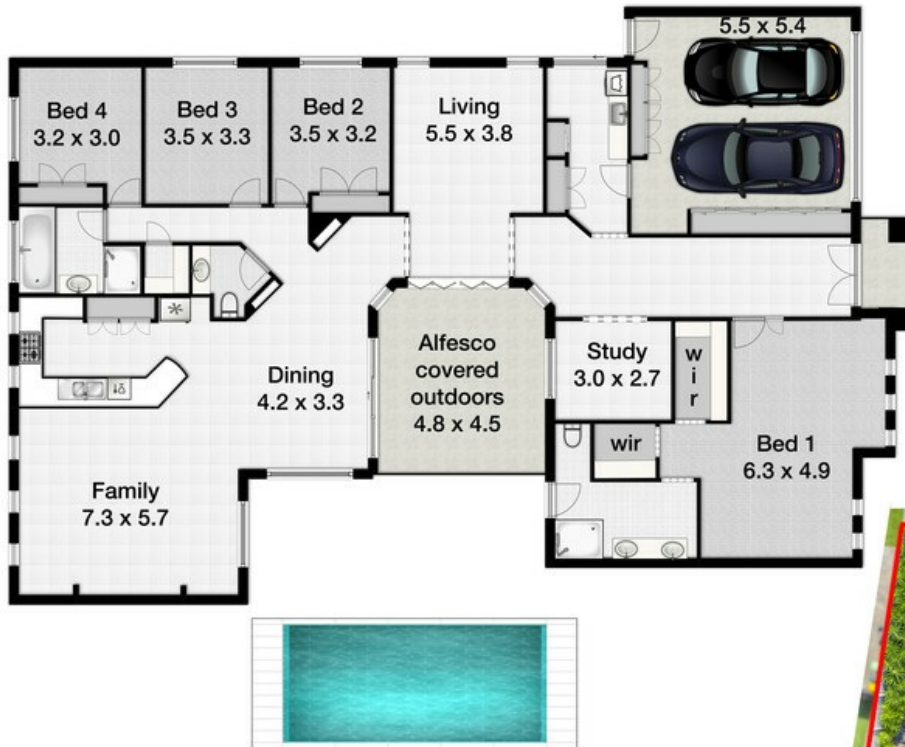 5.5 x 5.4
Bed 4
3.2 x 3.0
Bed 3
3.5 x 3.3
Bed 2
3.5 x 3.2
Living
5.5 x 3.8
Dining
4.2 x 3.3
Alfesco
covered
outdoors
4.8 x 4.5
Study
3.0 x 2.7
w
i
r
wir
Bed 1
6.3 x 4.9
Family
7.3 x 5.7